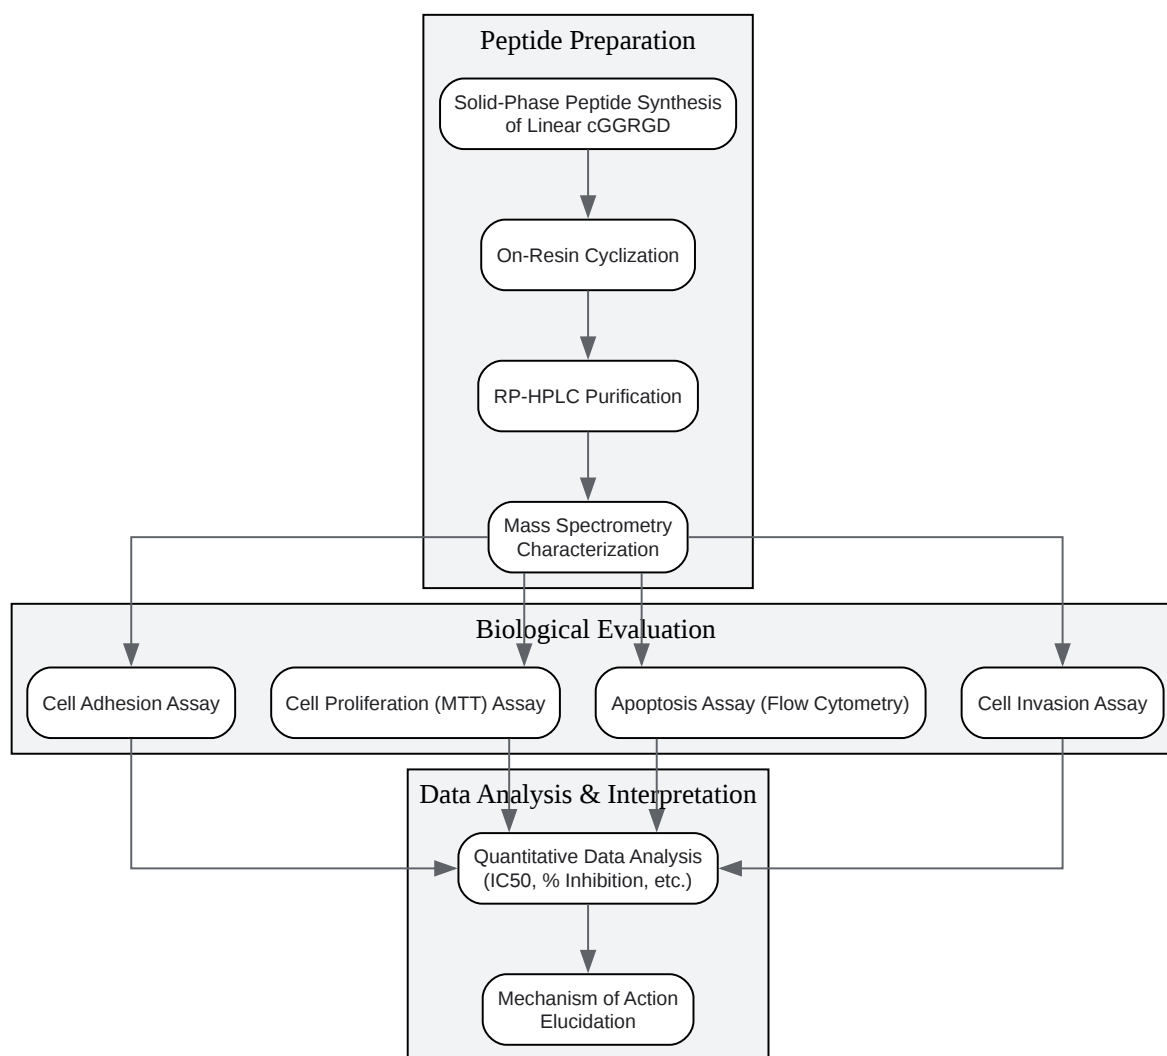 Peptide Preparation
Solid-Phase Peptide Synthesis
of Linear cGGRGD
On-Resin Cyclization
RP-HPLC Purification
Mass Spectrometry
Characterization
Biological Evaluation
Cell Adhesion Assay
Cell Proliferation (MTT) Assay
Apoptosis Assay (Flow Cytometry)
Cell Invasion Assay
Data Analysis & Interpretation
Quantitative Data Analysis
(IC50, % Inhibition, etc.)
Mechanism of Action
Elucidation